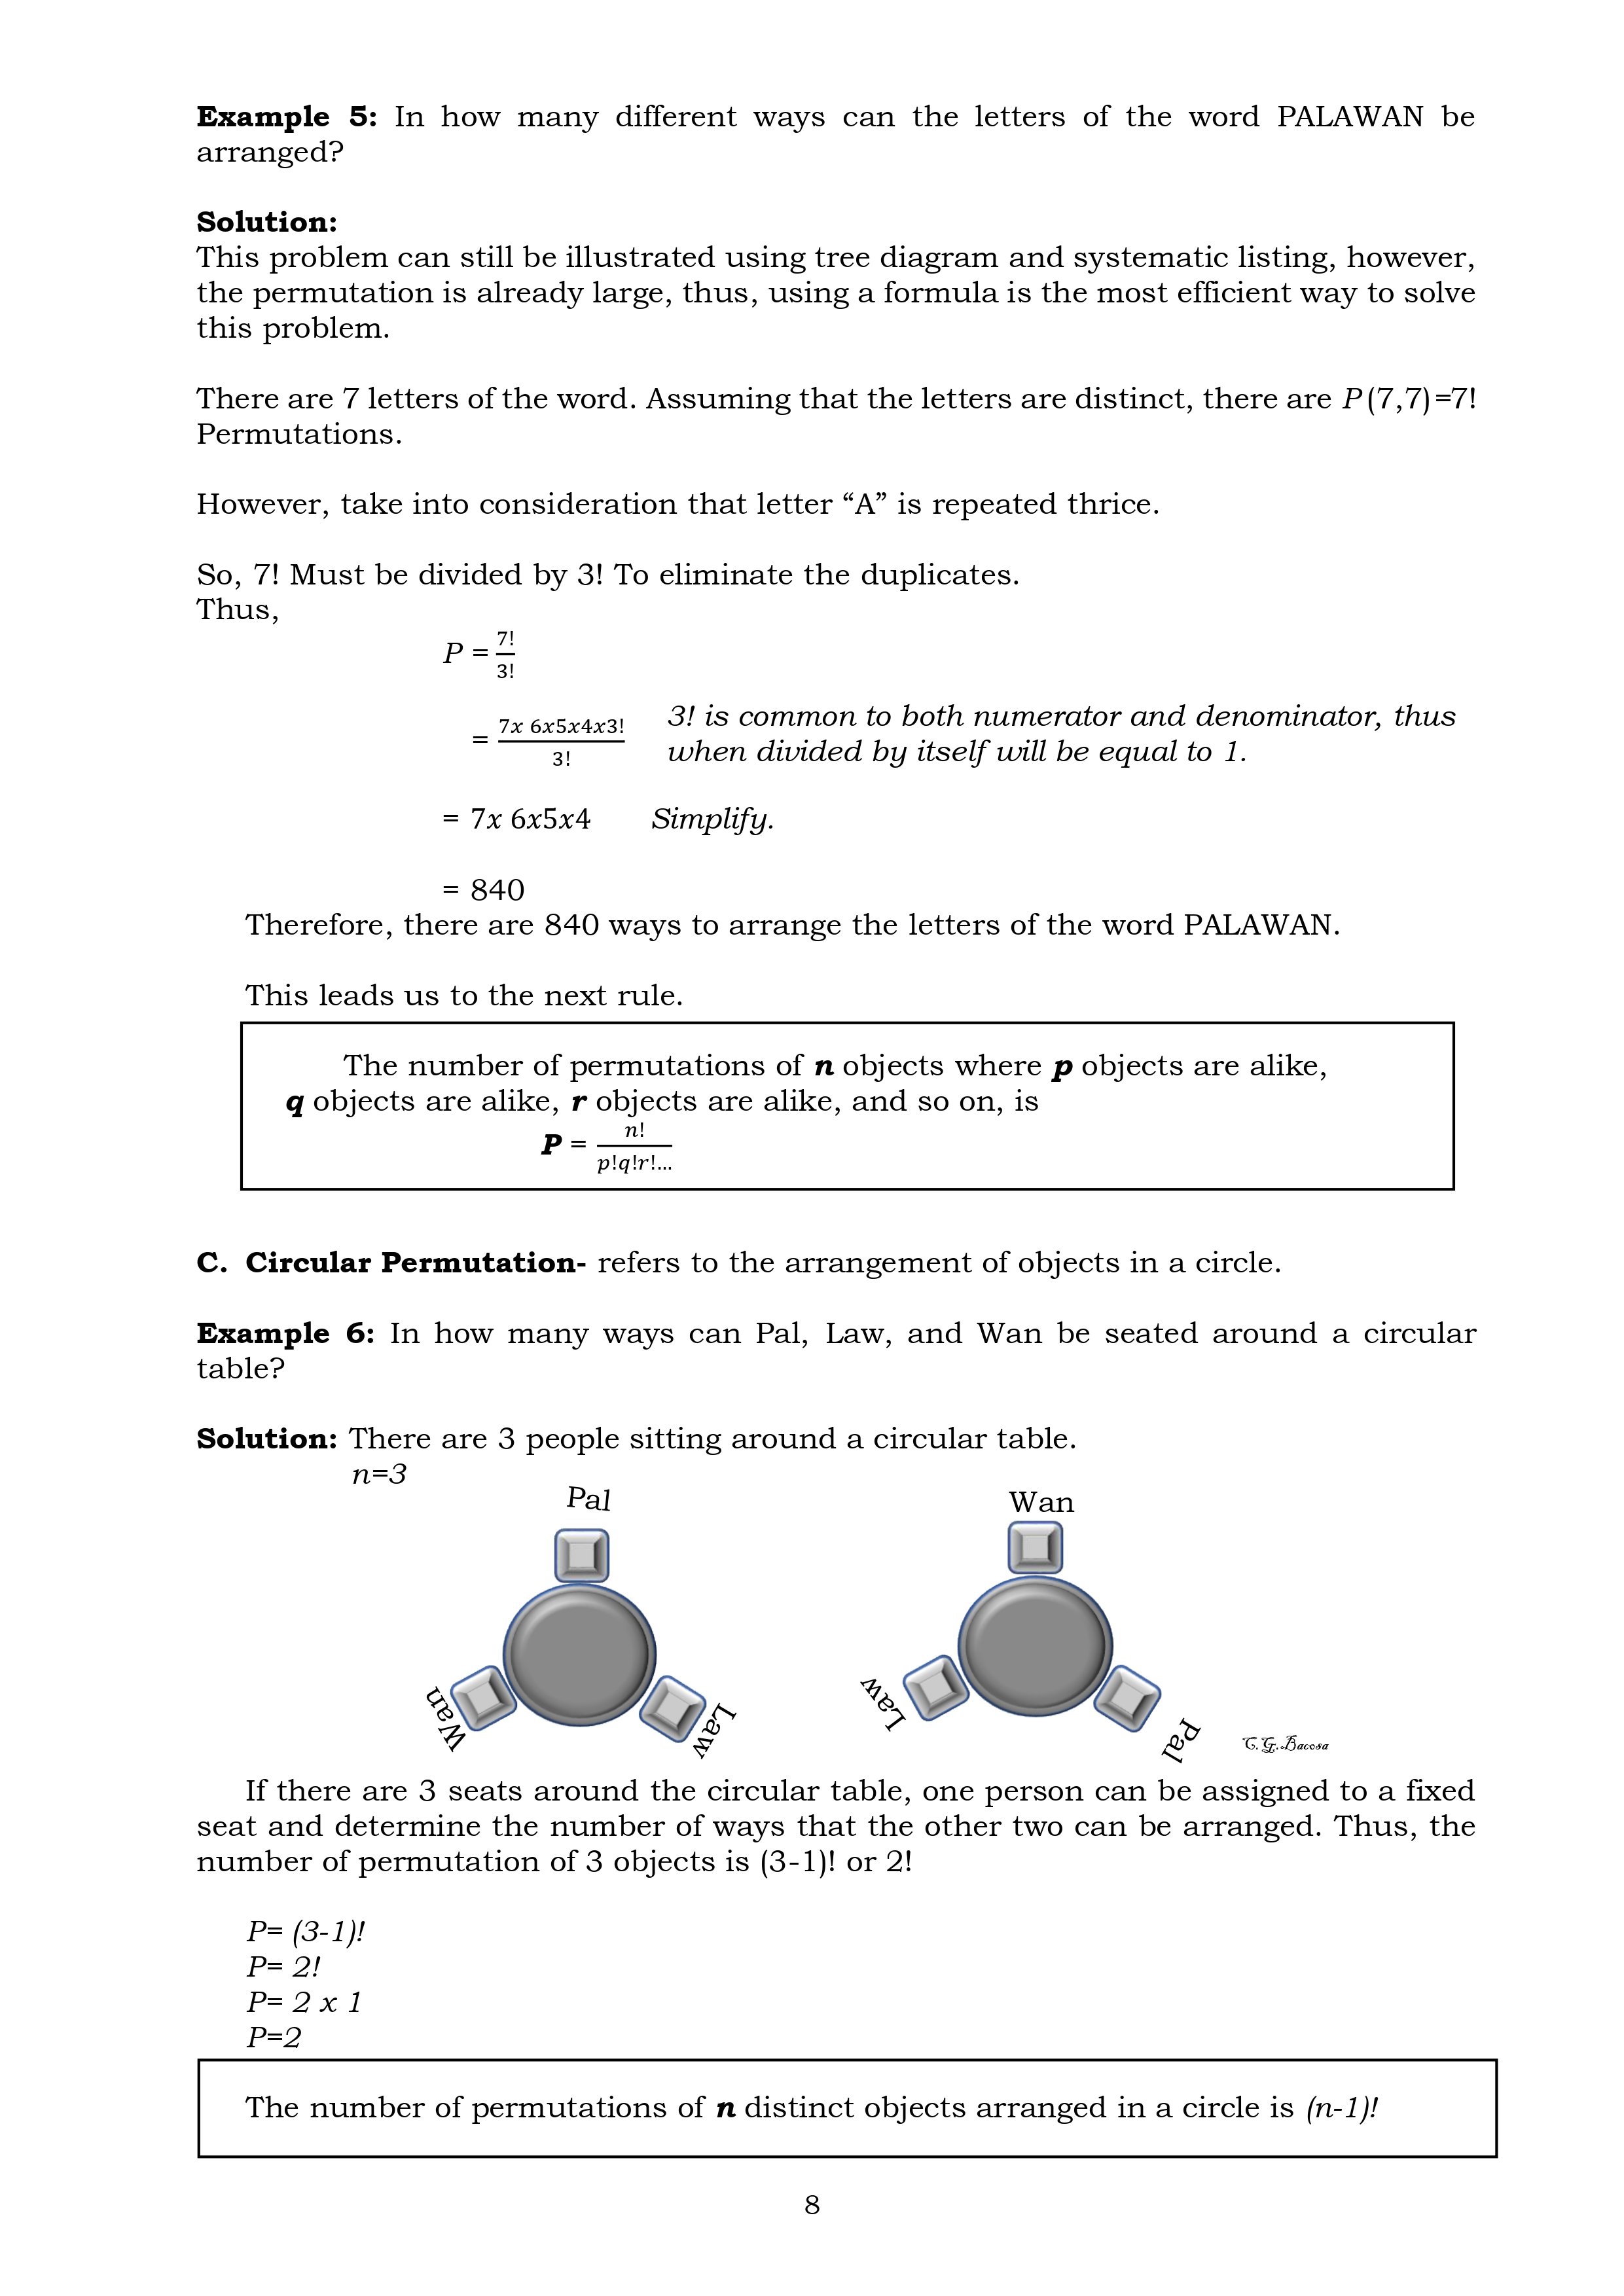 Example 5: In how many different ways can the letters of the word PALAWAN be
arranged?
Solution:
This problem can still be illustrated using tree diagram and systematic listing, however,
the permutation is already large, thus, using a formula is the most efficient way to solve
this problem.
There are 7 letters of the word. Assuming that the letters are distinct, there are P(7,7)=7!
Permutations.
However, take into consideration that letter “A” is repeated thrice.
So, 7! Must be divided by 3! To eliminate the duplicates.
Thus,
P = 7!/3!
= 7x 6x5x4x3!/3! 3! is common to both numerator and denominator, thus
when divided by itself will be equal to 1.
= 7x 6x5x4 Simplify.
= 840
Therefore, there are 840 ways to arrange the letters of the word PALAWAN.
This leads us to the next rule.
The number of permutations of n objects where p objects are alike,
q objects are alike, r objects are alike, and so on, is
P = n!/p!q!r!...
C. Circular Permutation- refers to the arrangement of objects in a circle.
Example 6: In how many ways can Pal, Law, and Wan be seated around a circular
table?
Solution: There are 3 people sitting around a circular table.
n=3
Pal
Wan
Law
Wan
Law
Pal
C.G.Bacosa
If there are 3 seats around the circular table, one person can be assigned to a fixed
seat and determine the number of ways that the other two can be arranged. Thus, the
number of permutation of 3 objects is (3-1)! or 2!
P= (3-1)!
P= 2!
P= 2 x 1
P=2
The number of permutations of n distinct objects arranged in a circle is (n-1)!
8